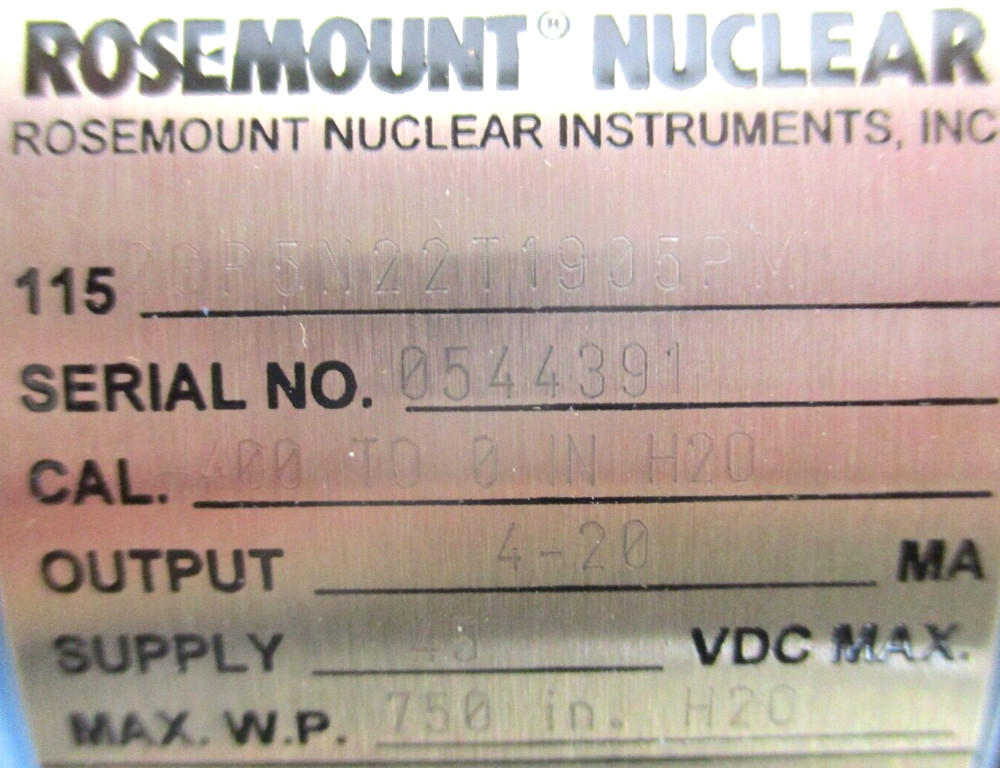 ROSEMOUNT® NUCLEAR
ROSEMOUNT NUCLEAR INSTRUMENTS, INC
115 2GP5N22T1905PM
SERIAL NO. 0544391
CAL. -400 TO 0 IN H2O
OUTPUT 4-20 MA
SUPPLY 45 VDC MAX.
MAX. W.P. 750 in. H2O